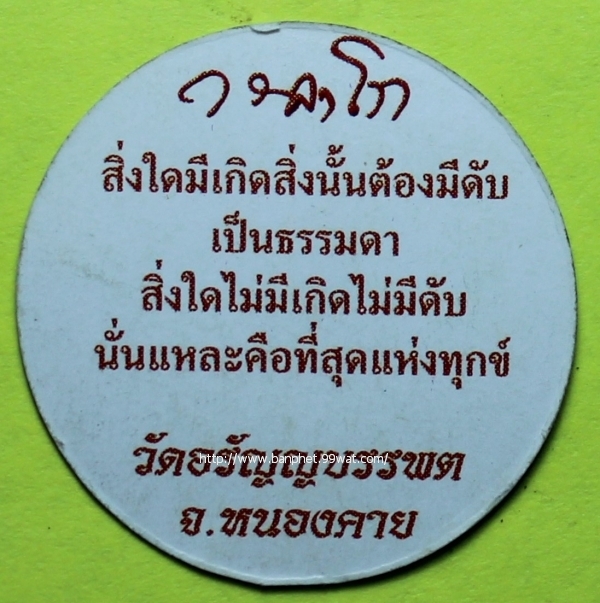 สิ่งใดมีเกิดสิ่งนั้นต้องมีดับ
เป็นธรรมดา
สิ่งใดไม่มีเกิดไม่มีดับ
นั่นแหละคือที่สุดแห่งทุกข์
วัดอรัญญบรรพต
http://www.banphet.99wat.com/
จ.หนองคาย